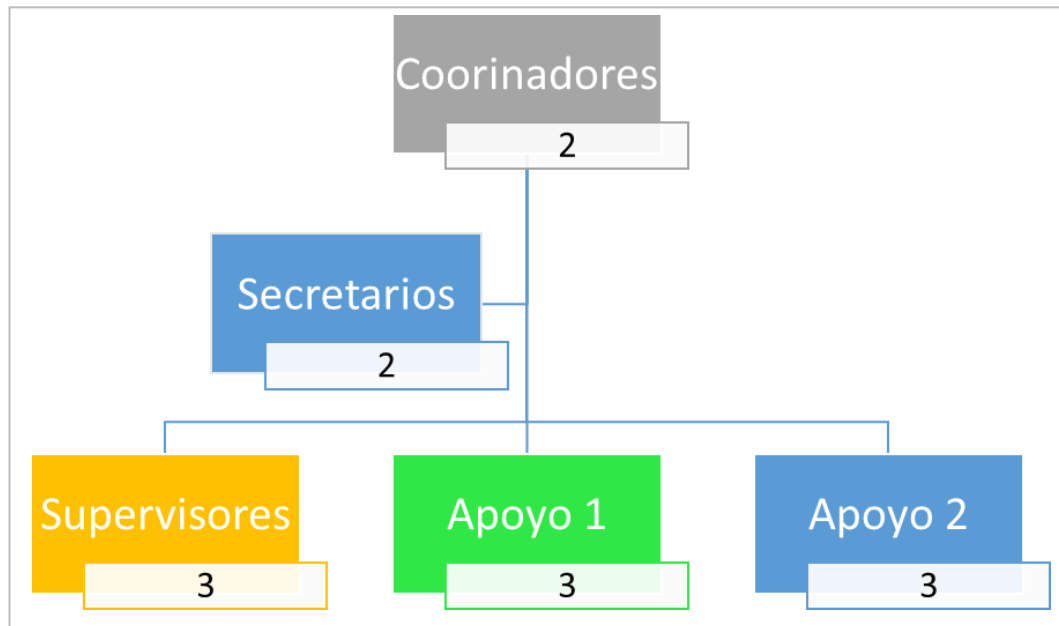 Coorinadores
2
Secretarios
2
Supervisores
3
Apoyo 1
3
Apoyo 2
3